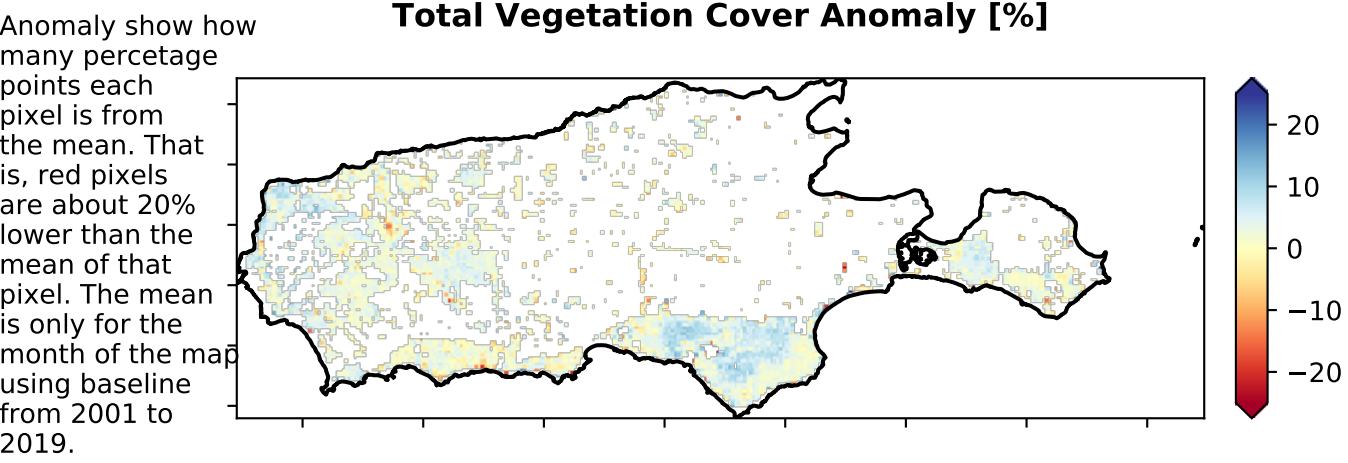 Total Vegetation Cover Anomaly [%]
Anomaly show how
many percetage
points each
pixel is from
the mean. That
is, red pixels
are about 20%
lower than the
mean of that
pixel. The mean
is only for the
month of the map
using baseline
from 2001 to
2019.
20
10
0
−10
−20